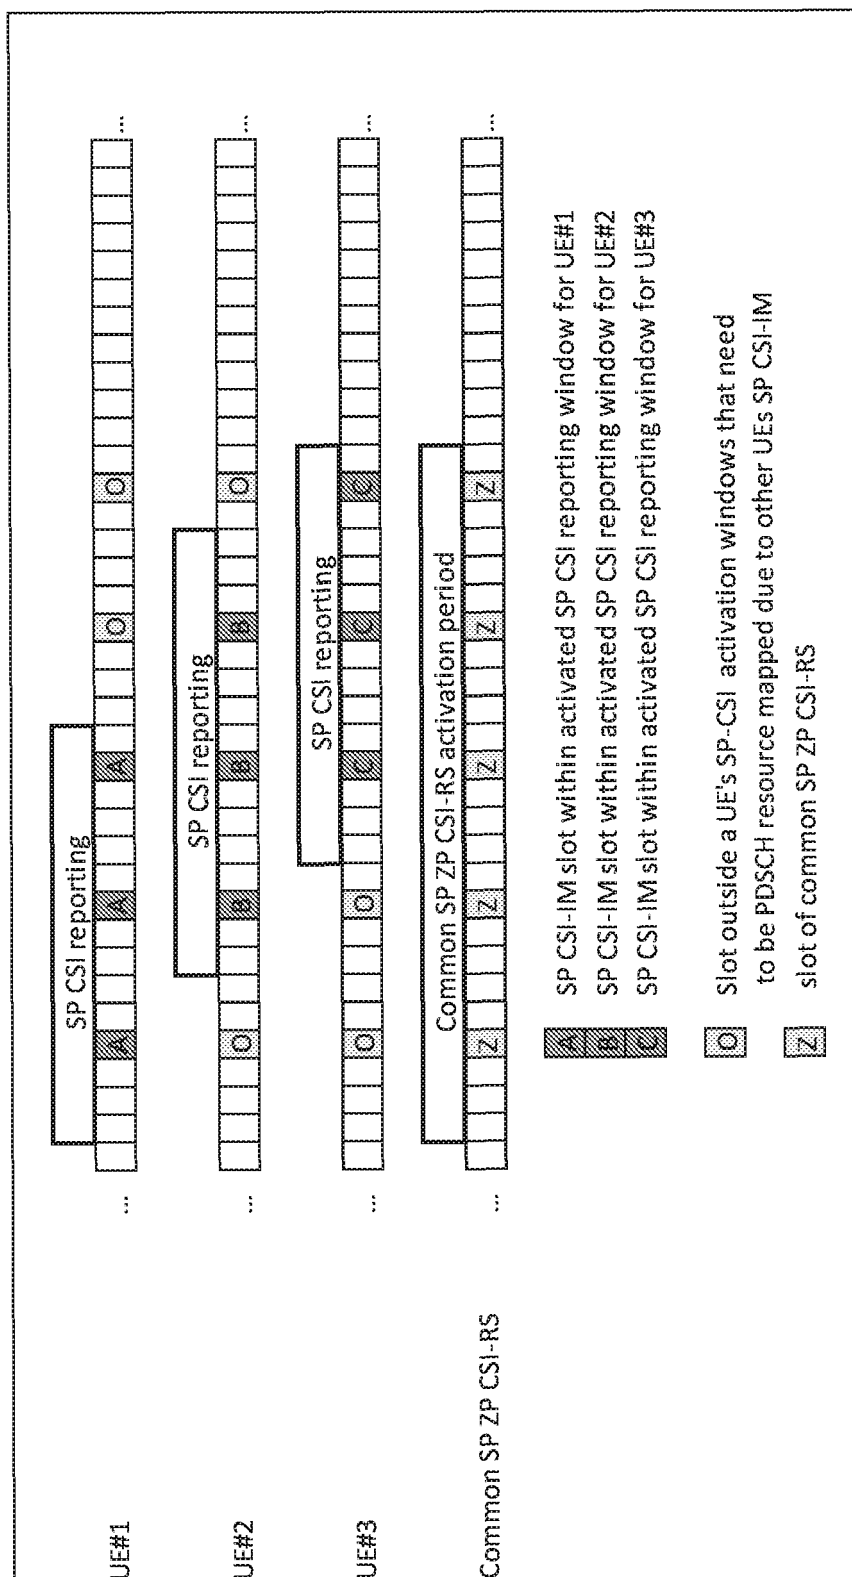 SP CSI reporting
UE#1 ... A A A O O ...
SP CSI reporting
UE#2 ... O B B B O ...
SP CSI reporting
UE#3 ... O O C C C ...
Common SP ZP CSI-RS activation period
Common SP ZP CSI-RS ... Z Z Z Z Z ...
A SP CSI-IM slot within activated SP CSI reporting window for UE#1
B SP CSI-IM slot within activated SP CSI reporting window for UE#2
C SP CSI-IM slot within activated SP CSI reporting window for UE#3
O Slot outside a UE's SP-CSI activation windows that need
to be PDSCH resource mapped due to other UEs SP CSI-IM
Z slot of common SP ZP CSI-RS